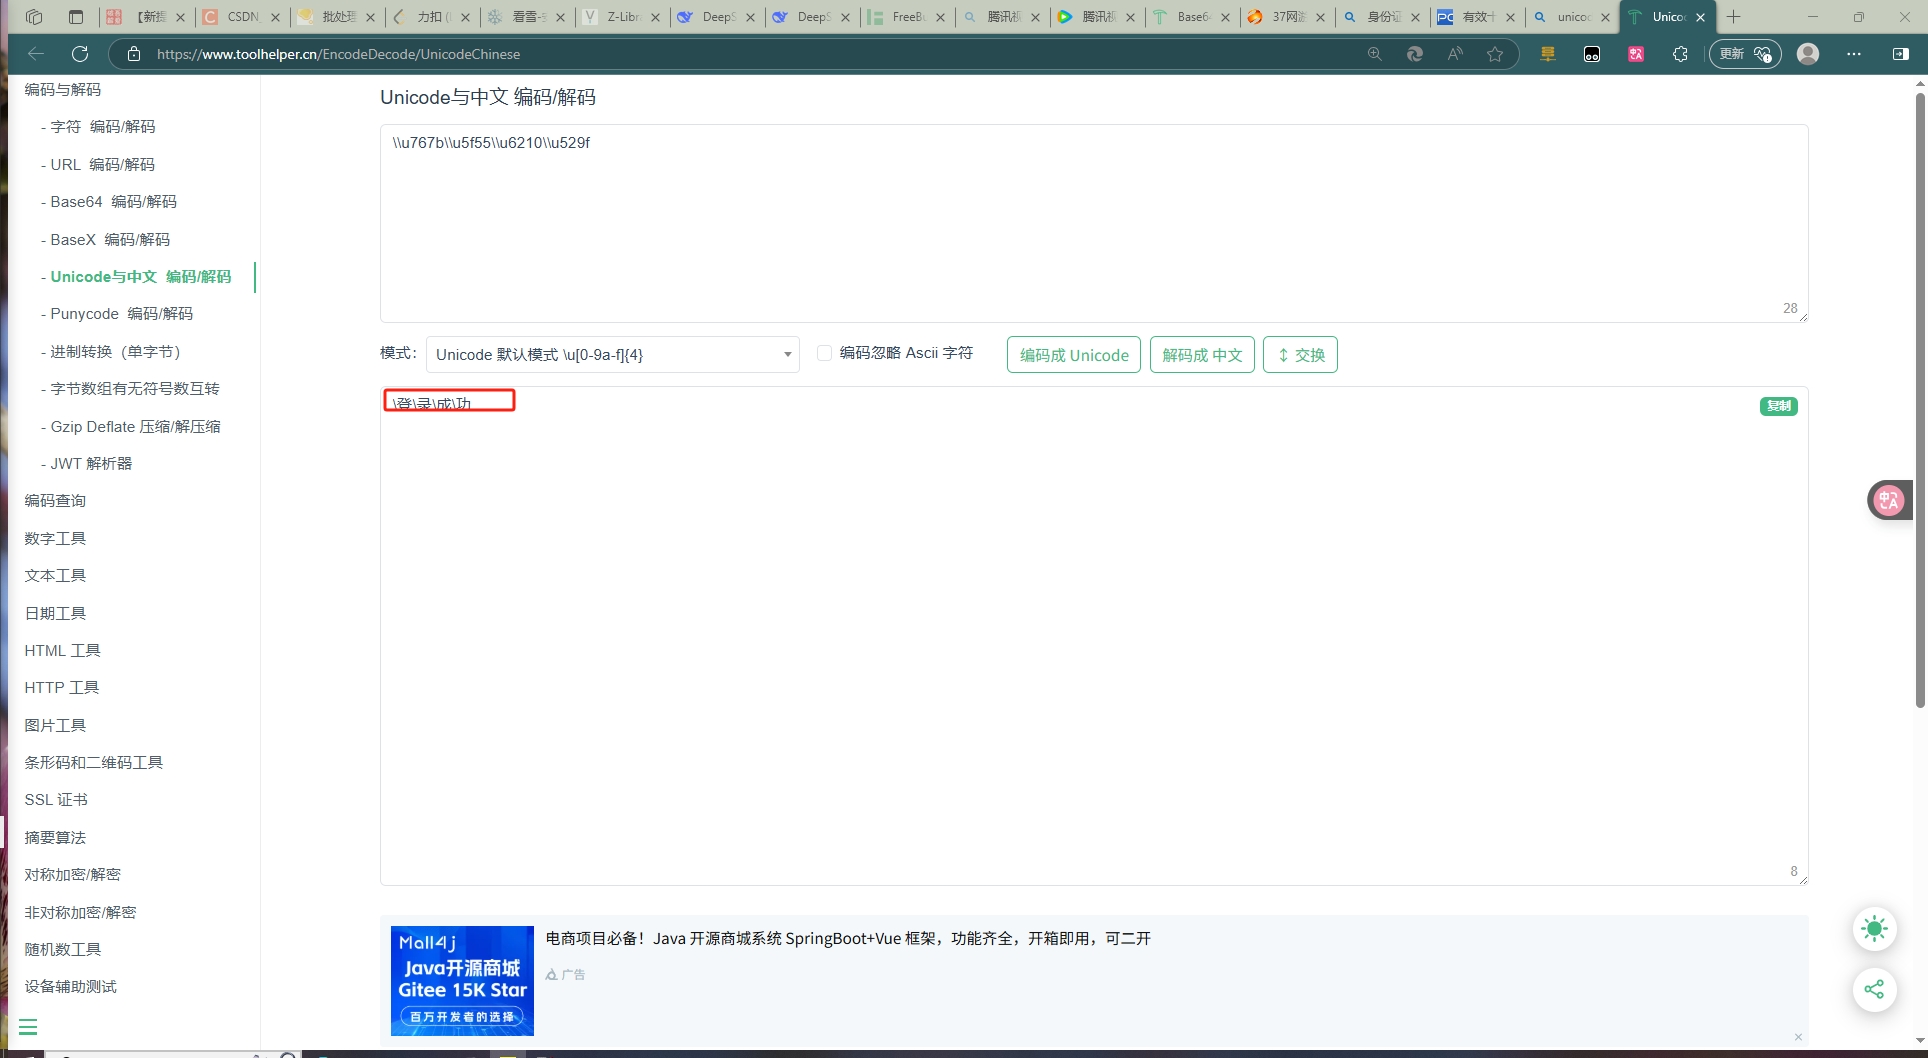 【新提
CSDN
批处理
力扣 (
看雪-
Z-Libra
DeepS
DeepS
FreeBu
腾讯视
腾讯视
Base6
37网游
身份证
有效十
unicod
Unicod
https://www.toolhelper.cn/EncodeDecode/UnicodeChinese
更新
编码与解码
- 字符 编码/解码
- URL 编码/解码
- Base64 编码/解码
- BaseX 编码/解码
- Unicode与中文 编码/解码
- Punycode 编码/解码
- 进制转换（单字节）
- 字节数组有无符号数互转
- Gzip Deflate 压缩/解压缩
- JWT 解析器
编码查询
数字工具
文本工具
日期工具
HTML 工具
HTTP 工具
图片工具
条形码和二维码工具
SSL 证书
摘要算法
对称加密/解密
非对称加密/解密
随机数工具
设备辅助测试
Unicode与中文 编码/解码
\\u767b\\u5f55\\u6210\\u529f
28
模式:
Unicode 默认模式 \u[0-9a-f]{4}
编码忽略 Ascii 字符
编码成 Unicode
解码成 中文
交换
\登\录\成\功
复制
8
Mall4j
Java开源商城
Gitee 15K Star
百万开发者的选择
电商项目必备！Java 开源商城系统 SpringBoot+Vue 框架，功能齐全，开箱即用，可二开
广告